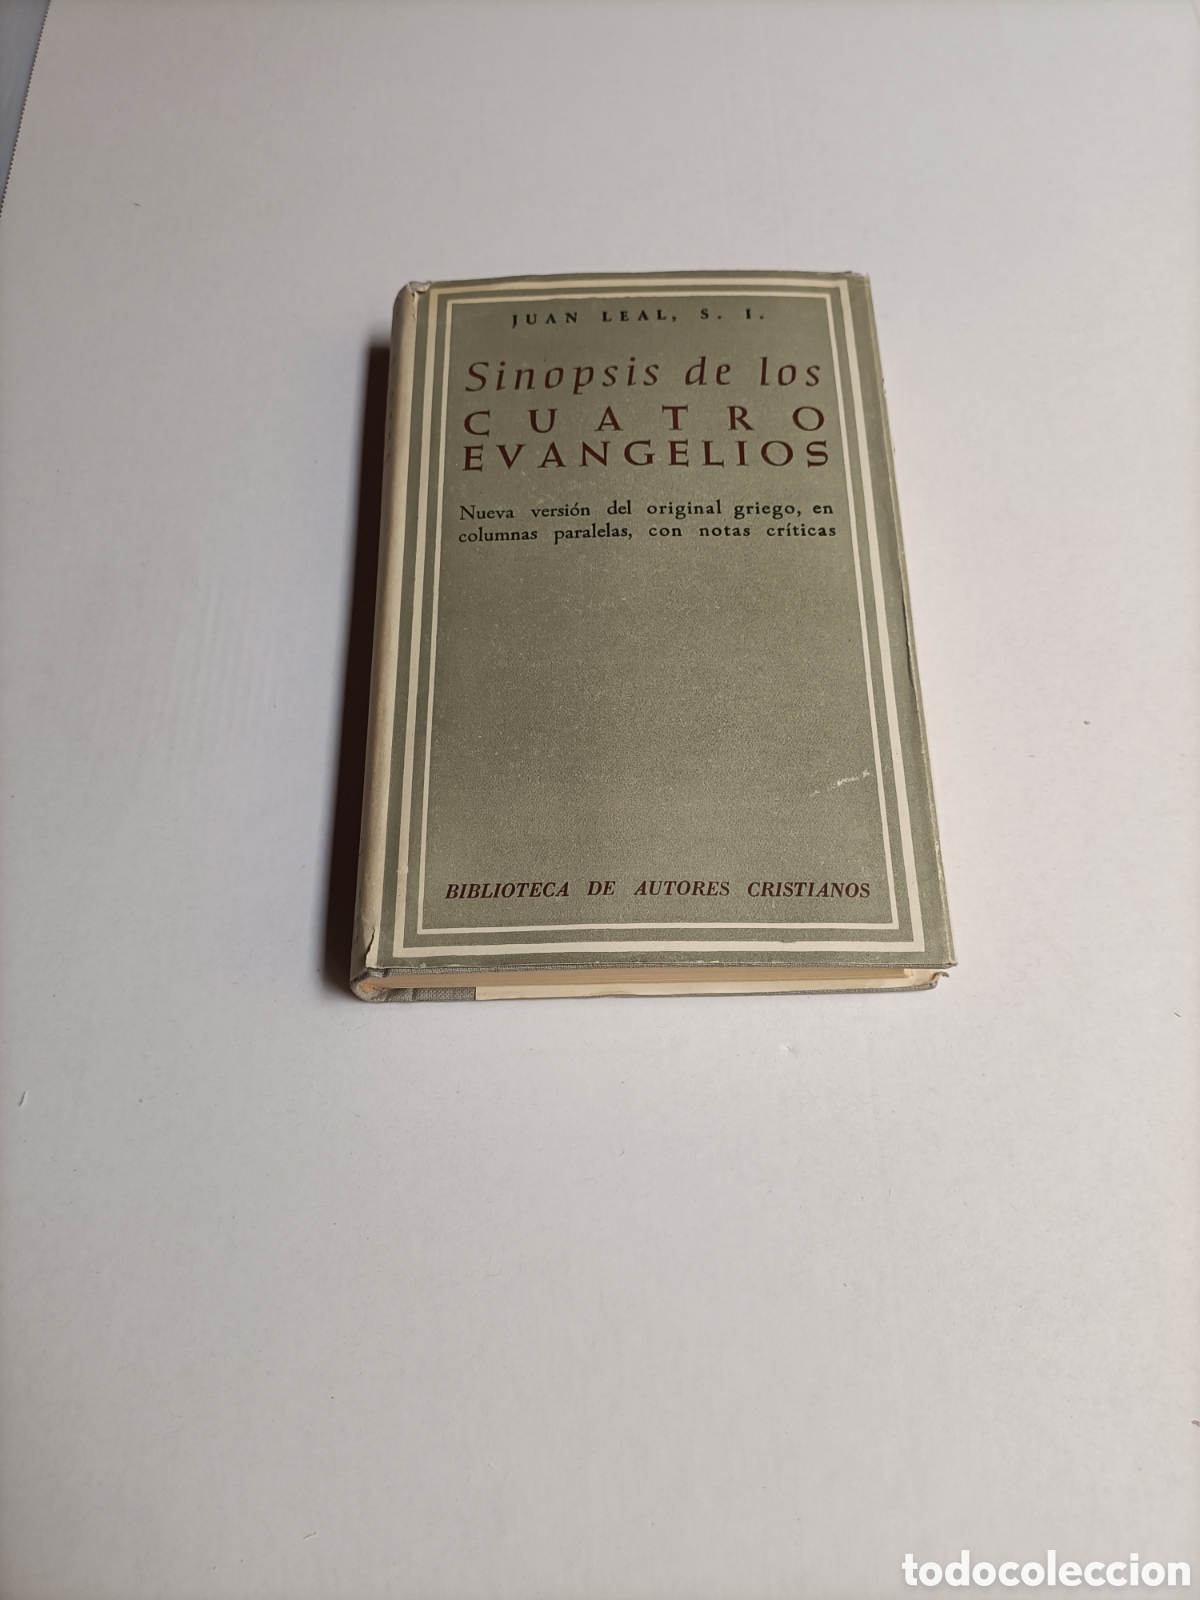 JUAN LEAL, S. I.
Sinopsis de los
CUATRO
EVANGELIOS
Nueva versión del original griego, en
columnas paralelas, con notas críticas
BIBLIOTECA DE AUTORES CRISTIANOS
todocoleccion